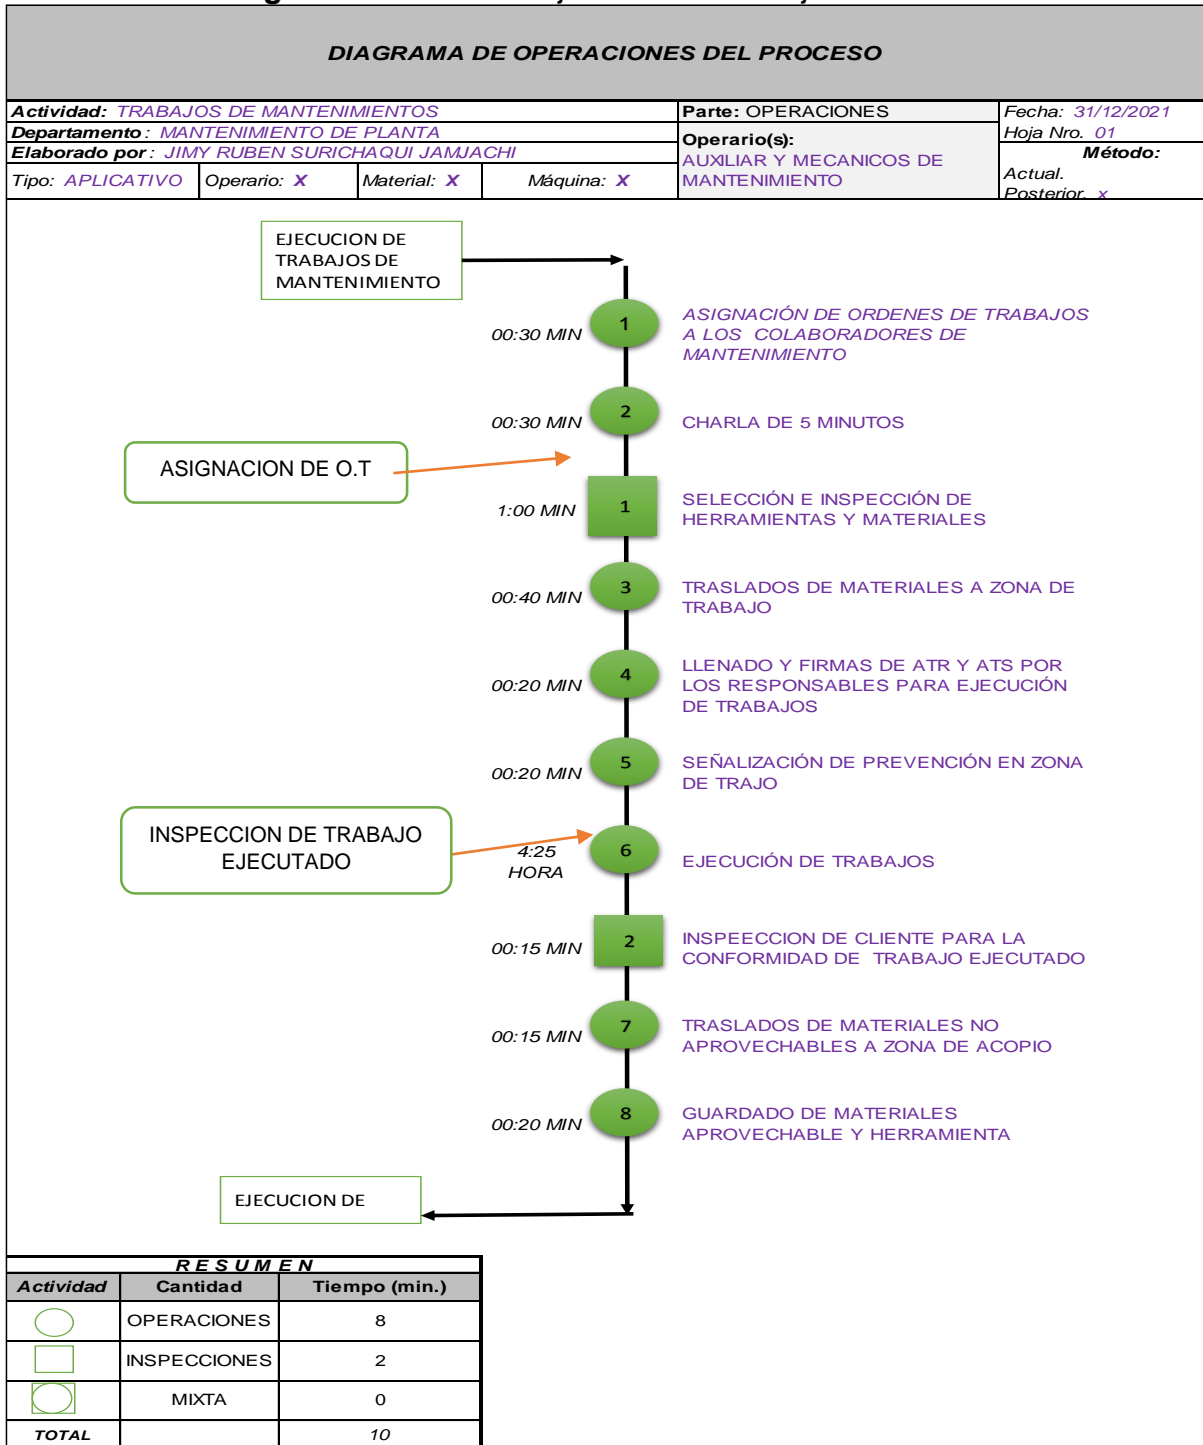 DIAGRAMA DE OPERACIONES DEL PROCESO
Actividad: TRABAJOS DE MANTENIMIENTOS
Parte: OPERACIONES
Fecha: 31/12/2021
Departamento : MANTENIMIENTO DE PLANTA
Operario(s):
Hoja Nro. 01
Elaborado por : JIMY RUBEN SURICHAQUI JAMJACHI
AUXILIAR Y MECANICOS DE
MANTENIMIENTO
Método:
Tipo: APLICATIVO
Operario: X
Material: X
Máquina: X
Actual.
Posterior. x
EJECUCION DE
TRABAJOS DE
MANTENIMIENTO
00:30 MIN
1
ASIGNACIÓN DE ORDENES DE TRABAJOS
A LOS COLABORADORES DE
MANTENIMIENTO
00:30 MIN
2
CHARLA DE 5 MINUTOS
ASIGNACION DE O.T
1:00 MIN
1
SELECCIÓN E INSPECCIÓN DE
HERRAMIENTAS Y MATERIALES
00:40 MIN
3
TRASLADOS DE MATERIALES A ZONA DE
TRABAJO
00:20 MIN
4
LLENADO Y FIRMAS DE ATR Y ATS POR
LOS RESPONSABLES PARA EJECUCIÓN
DE TRABAJOS
00:20 MIN
5
SEÑALIZACIÓN DE PREVENCIÓN EN ZONA
DE TRAJO
INSPECCION DE TRABAJO
EJECUTADO
4:25
HORA
6
EJECUCIÓN DE TRABAJOS
00:15 MIN
2
INSPEECCION DE CLIENTE PARA LA
CONFORMIDAD DE TRABAJO EJECUTADO
00:15 MIN
7
TRASLADOS DE MATERIALES NO
APROVECHABLES A ZONA DE ACOPIO
00:20 MIN
8
GUARDADO DE MATERIALES
APROVECHABLE Y HERRAMIENTA
EJECUCION DE
RESUMEN
Actividad Cantidad Tiempo (min.)
OPERACIONES 8
INSPECCIONES 2
MIXTA 0
TOTAL 10